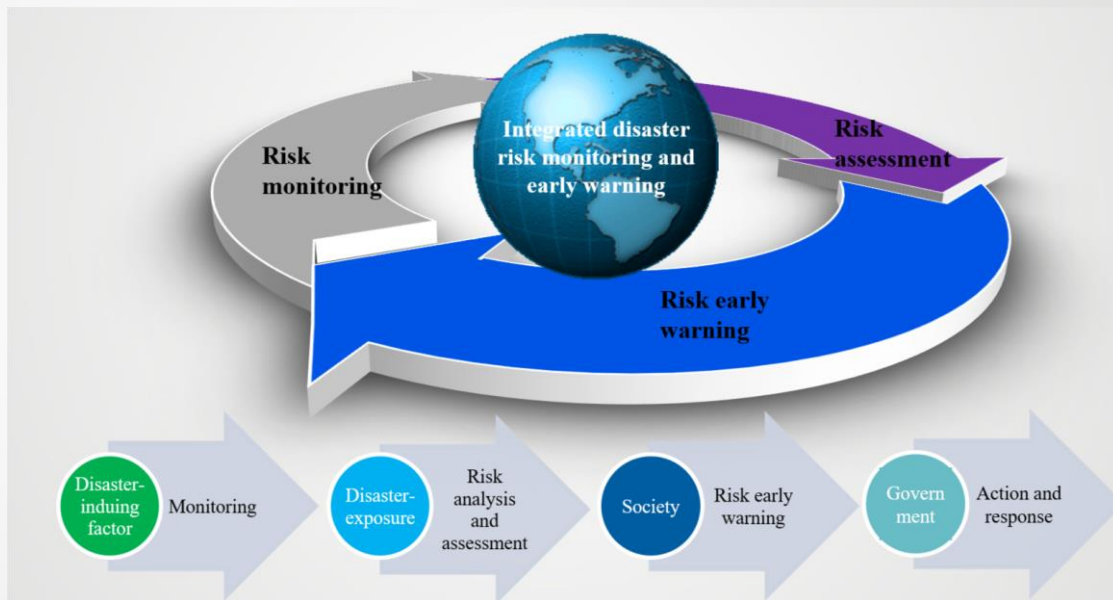 Integrated disaster
risk monitoring and
early warning
Risk
monitoring
Risk
assessment
Risk early
warning
Disaster-
induing
factor
Monitoring
Disaster-
exposure
Risk
analysis
and
assessment
Society
Risk early
warning
Govern
ment
Action and
response